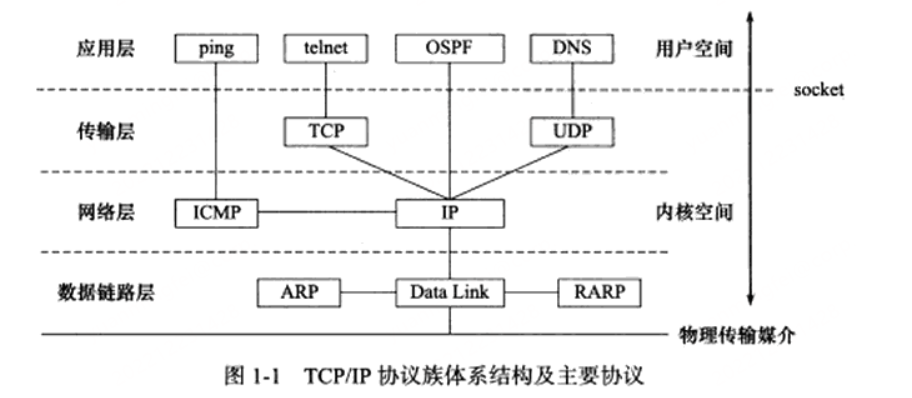 应用层 ping telnet OSPF DNS 用户空间
socket
传输层 TCP UDP
网络层 ICMP IP 内核空间
数据链路层 ARP Data Link RARP
物理传输媒介
图 1-1 TCP/IP 协议族体系结构及主要协议